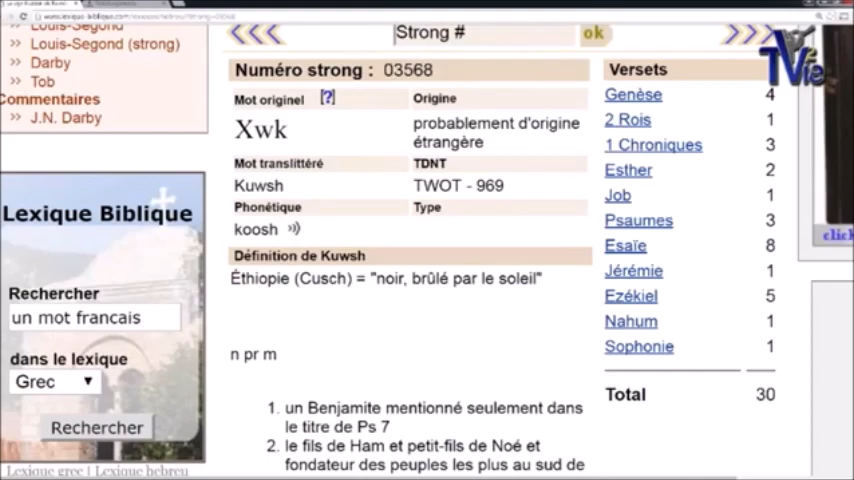 Louis-Segond
>> Louis-Segond (strong)
>> Darby
>> Tob
Commentaires
>> J.N. Darby
Lexique Biblique
Rechercher
un mot francais
dans le lexique
Grec
Rechercher
Lexique grec | Lexique hebreu
Strong #
ok
Numéro strong : 03568
Mot originel [?]
Origine
Xwk
probablement d'origine
étrangère
Mot translittéré
TDNT
Kuwsh
TWOT - 969
Phonétique
Type
koosh
Définition de Kuwsh
Éthiopie (Cusch) = "noir, brûlé par le soleil"
n pr m
1. un Benjamite mentionné seulement dans
le titre de Ps 7
2. le fils de Ham et petit-fils de Noé et
fondateur des peuples les plus au sud de
Versets
Genèse 4
2 Rois 1
1 Chroniques 3
Esther 2
Job 1
Psaumes 3
Esaïe 8
Jérémie 1
Ezékiel 5
Nahum 1
Sophonie 1
Total 30
TVie
click